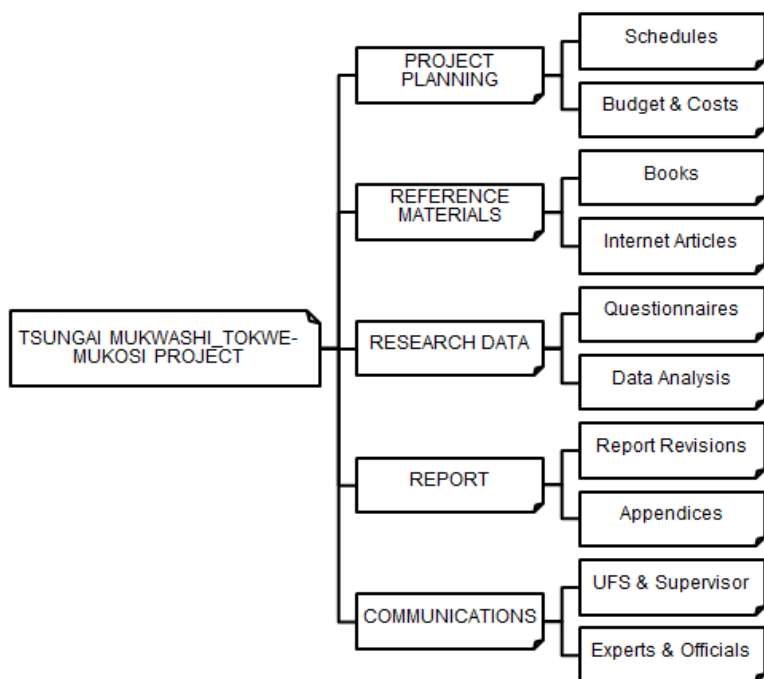 TSUNGAI MUKWASHI_TOKWE-
MUKOSI PROJECT
PROJECT
PLANNING
Schedules
Budget & Costs
REFERENCE
MATERIALS
Books
Internet Articles
RESEARCH DATA
Questionnaires
Data Analysis
REPORT
Report Revisions
Appendices
COMMUNICATIONS
UFS & Supervisor
Experts & Officials